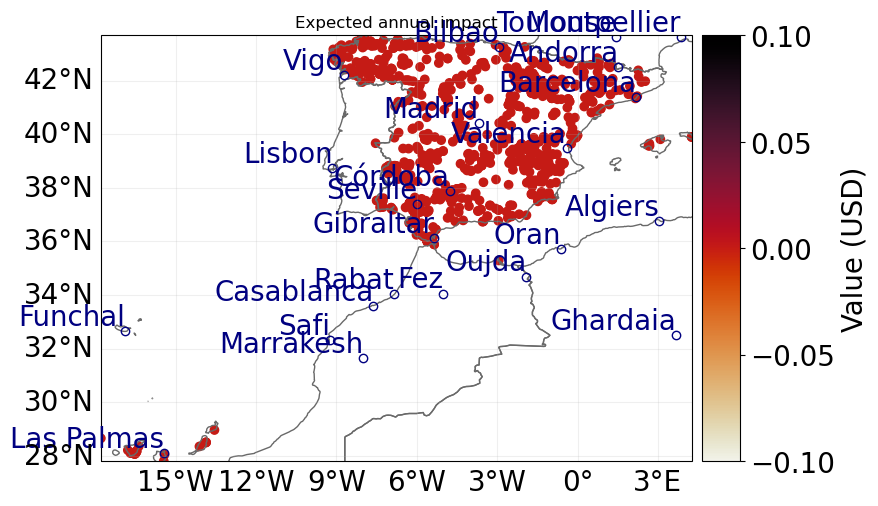 Expected annual impact
Toulouse
Montpellier
Bilbao
Andorra
Vigo
Barcelona
Madrid
Valencia
Lisbon
Córdoba
Seville
Algiers
Gibraltar
Oran
Oujda
Rabat
Fez
Casablanca
Funchal
Safi
Ghardaia
Marrakesh
Las Palmas
42°N
40°N
38°N
36°N
34°N
32°N
30°N
28°N
15°W
12°W
9°W
6°W
3°W
0°
3°E
0.10
0.05
0.00
−0.05
−0.10
Value (USD)